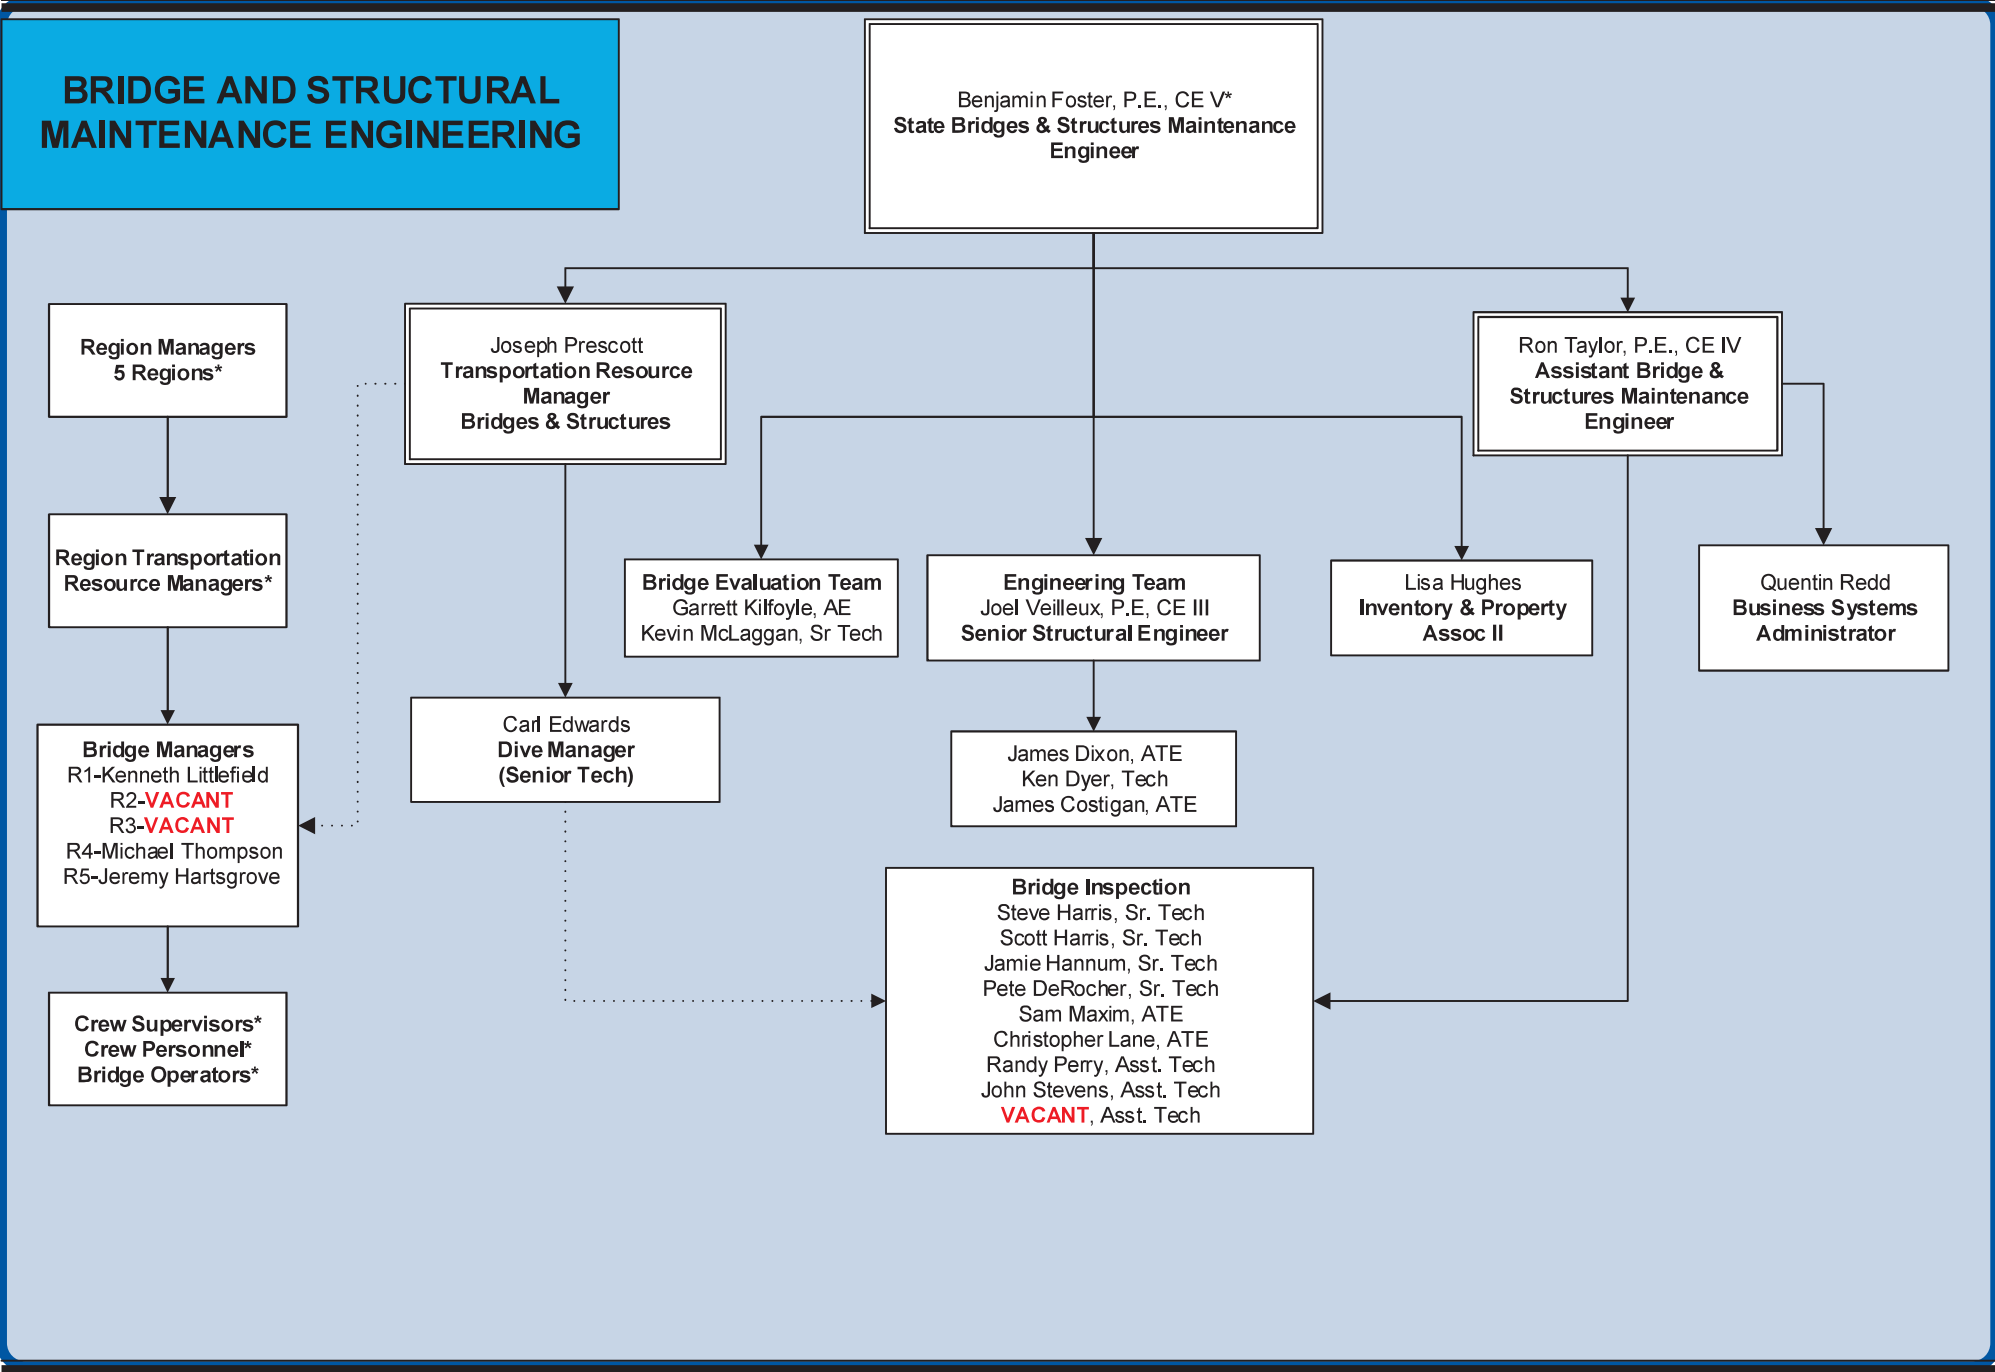 BRIDGE AND STRUCTURAL
MAINTENANCE ENGINEERING
Benjamin Foster, P.E., CE V*
State Bridges & Structures Maintenance
Engineer
Region Managers
5 Regions*
Joseph Prescott
Transportation Resource
Manager
Bridges & Structures
Ron Taylor, P.E., CE IV
Assistant Bridge &
Structures Maintenance
Engineer
Region Transportation
Resource Managers*
Bridge Evaluation Team
Garrett Kilfoyle, AE
Kevin McLaggan, Sr Tech
Engineering Team
Joel Veilleux, P.E, CE III
Senior Structural Engineer
Lisa Hughes
Inventory & Property
Assoc II
Quentin Redd
Business Systems
Administrator
Bridge Managers
R1-Kenneth Littlefield
R2-VACANT
R3-VACANT
R4-Michael Thompson
R5-Jeremy Hartsgrove
Carl Edwards
Dive Manager
(Senior Tech)
James Dixon, ATE
Ken Dyer, Tech
James Costigan, ATE
Bridge Inspection
Steve Harris, Sr. Tech
Scott Harris, Sr. Tech
Jamie Hannum, Sr. Tech
Pete DeRocher, Sr. Tech
Sam Maxim, ATE
Christopher Lane, ATE
Randy Perry, Asst. Tech
John Stevens, Asst. Tech
VACANT, Asst. Tech
Crew Supervisors*
Crew Personnel*
Bridge Operators*